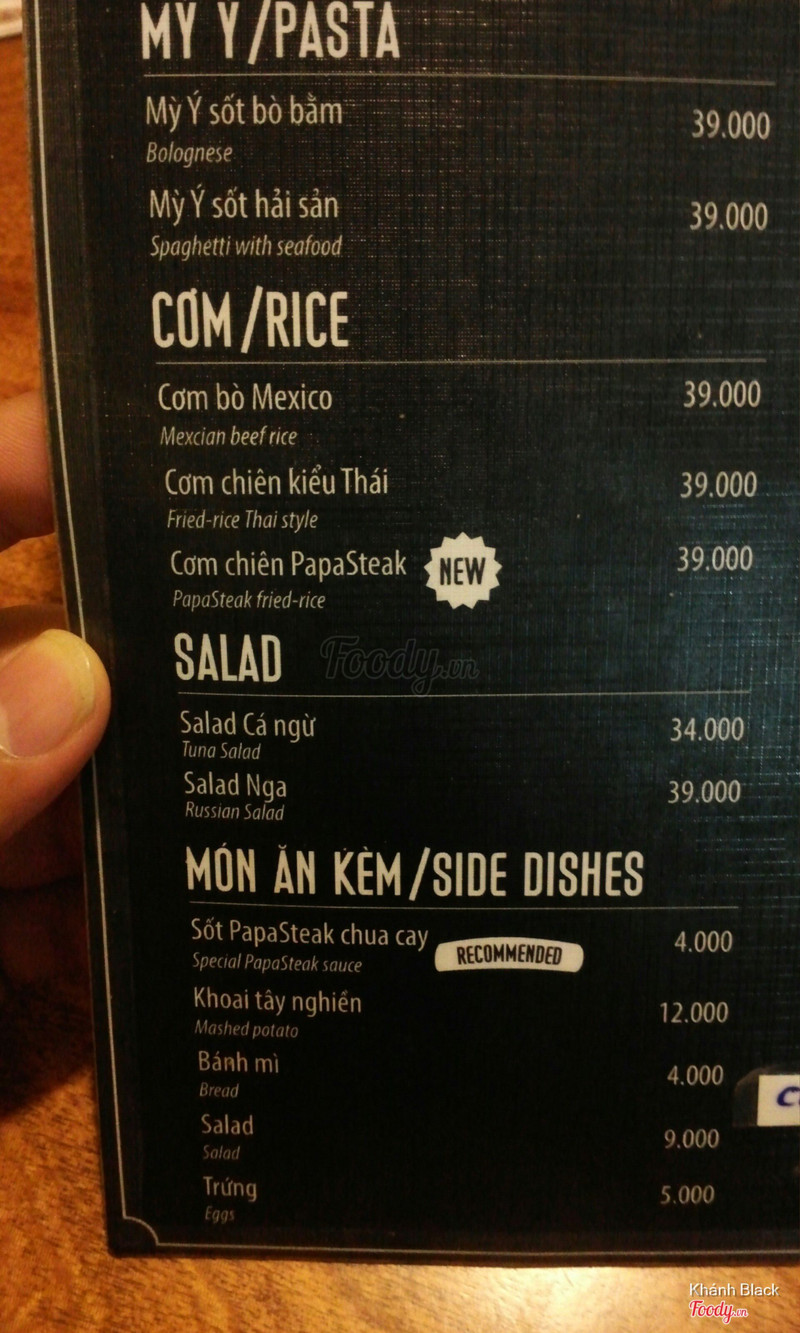 MỲ Ý/PASTA
Mỳ Ý sốt bò bằm 39.000
Bolognese
Mỳ Ý sốt hải sản 39.000
Spaghetti with seafood
CƠM/RICE
Cơm bò Mexico 39.000
Mexcian beef rice
Cơm chiên kiểu Thái 39.000
Fried-rice Thai style
Cơm chiên PapaSteak NEW 39.000
PapaSteak fried-rice
SALAD
Foody.vn
Salad Cá ngừ 34.000
Tuna Salad
Salad Nga 39.000
Russian Salad
MÓN ĂN KÈM/SIDE DISHES
Sốt PapaSteak chua cay RECOMMENDED 4.000
Special PapaSteak sauce
Khoai tây nghiền 12.000
Mashed potato
Bánh mì 4.000
Bread
Salad 9.000
Salad
Trứng 5.000
Eggs
Khánh Black
Foody.vn